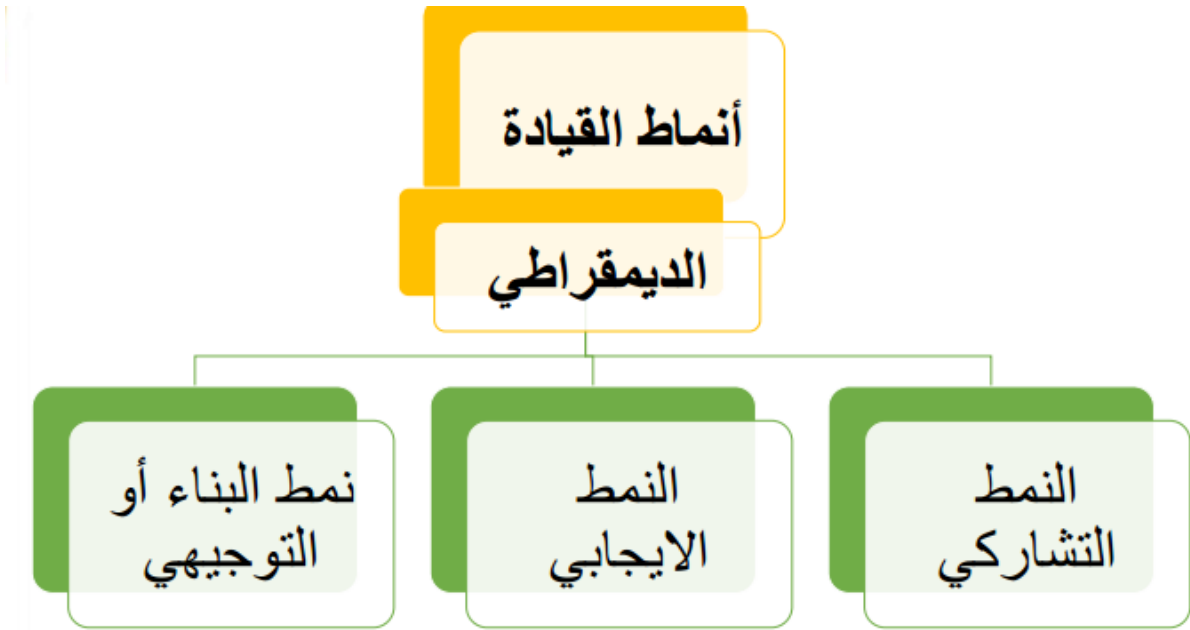 أنماط القيادة
الديمقراطي
النمط
التشاركي
النمط
الايجابي
نمط البناء أو
التوجيهي